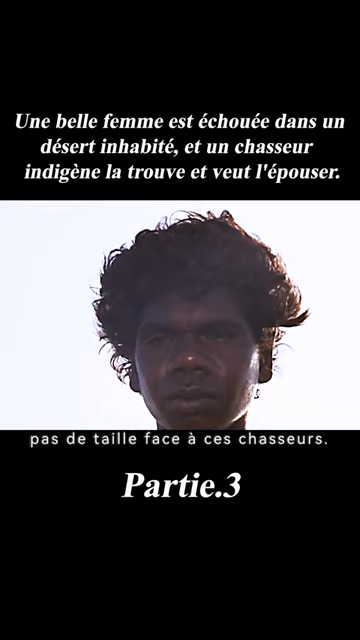 Une belle femme est échouée dans un
désert inhabité, et un chasseur
indigène la trouve et veut l'épouser.
pas de taille face à ces chasseurs.
Partie.3